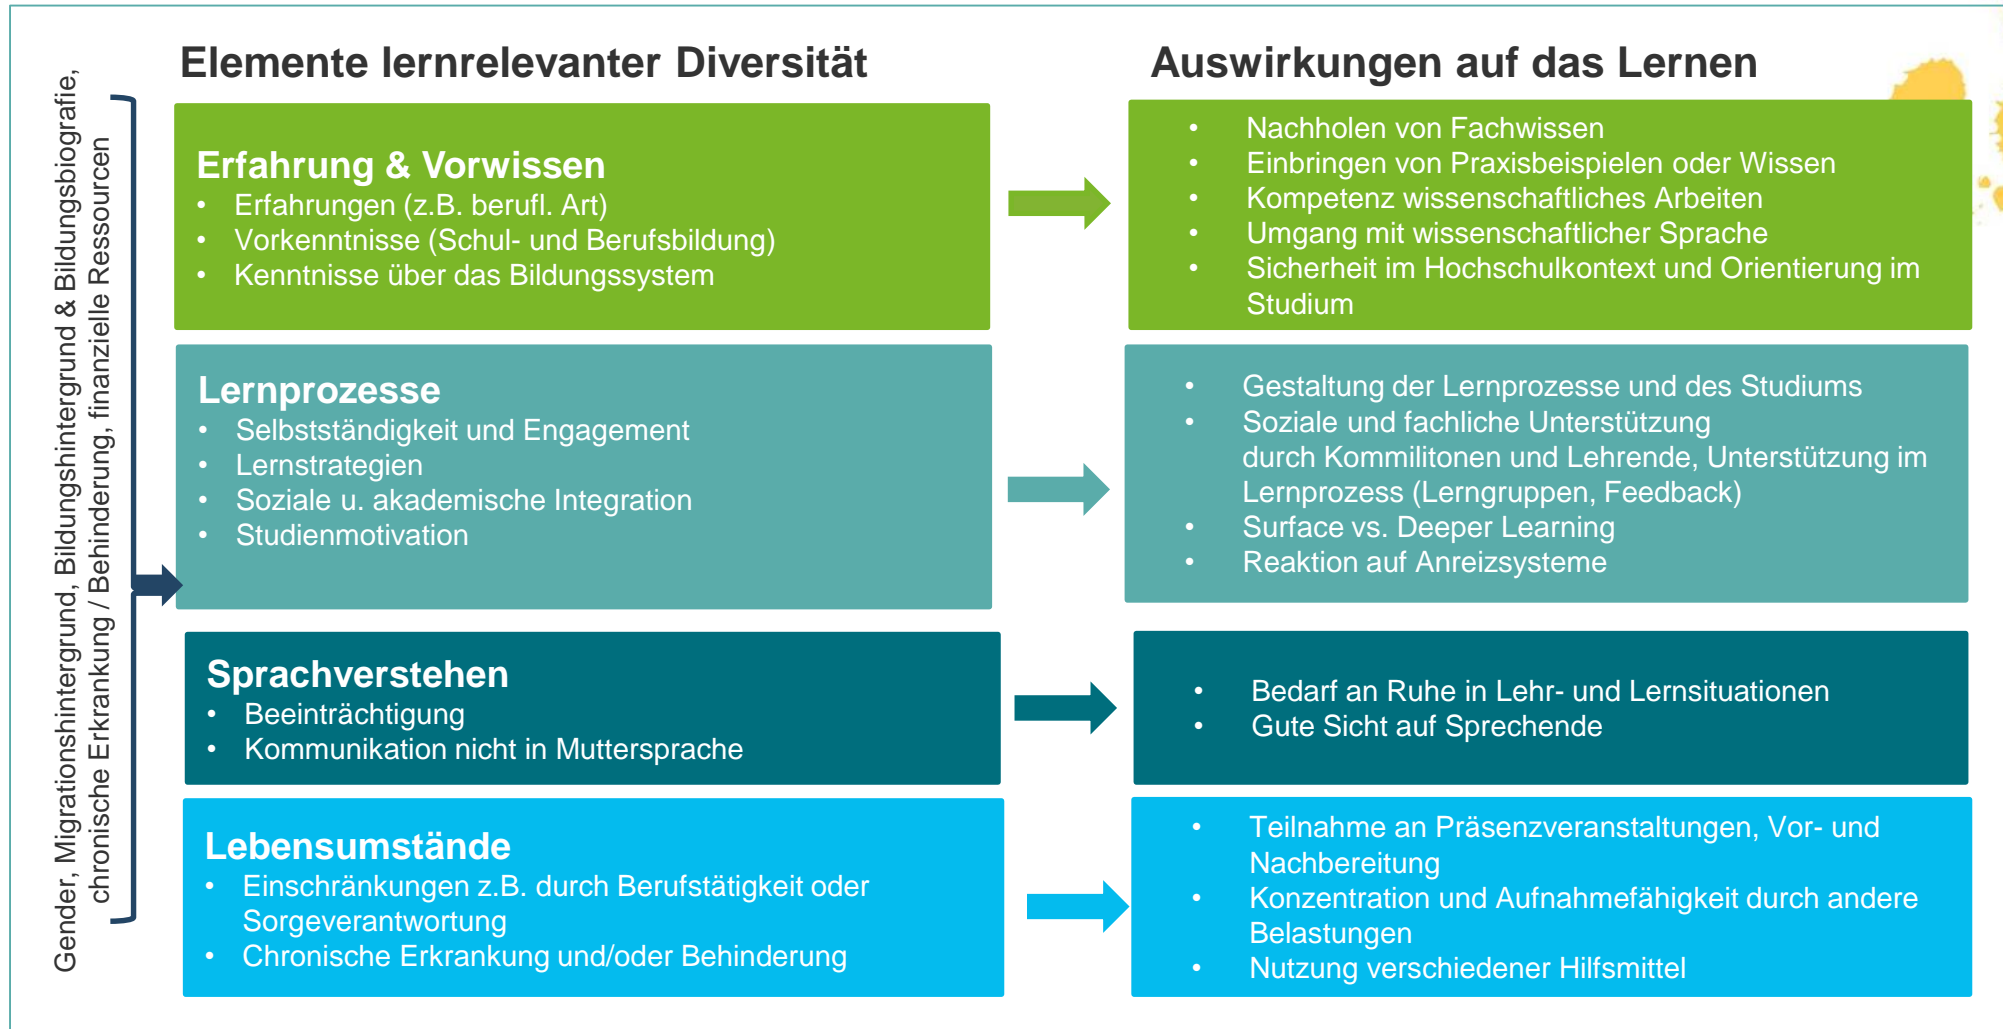 Gender, Migrationshintergrund, Bildungshintergrund & Bildungsbiografie,
chronische Erkrankung / Behinderung, finanzielle Ressourcen
Elemente lernrelevanter Diversität
Erfahrung & Vorwissen
• Erfahrungen (z.B. berufl. Art)
• Vorkenntnisse (Schul- und Berufsbildung)
• Kenntnisse über das Bildungssystem
Lernprozesse
• Selbstständigkeit und Engagement
• Lernstrategien
• Soziale u. akademische Integration
• Studienmotivation
Sprachverstehen
• Beeinträchtigung
• Kommunikation nicht in Muttersprache
Lebensumstände
• Einschränkungen z.B. durch Berufstätigkeit oder
Sorgeverantwortung
• Chronische Erkrankung und/oder Behinderung
Auswirkungen auf das Lernen
• Nachholen von Fachwissen
• Einbringen von Praxisbeispielen oder Wissen
• Kompetenz wissenschaftliches Arbeiten
• Umgang mit wissenschaftlicher Sprache
• Sicherheit im Hochschulkontext und Orientierung im
Studium
• Gestaltung der Lernprozesse und des Studiums
• Soziale und fachliche Unterstützung
durch Kommilitonen und Lehrende, Unterstützung im
Lernprozess (Lerngruppen, Feedback)
• Surface vs. Deeper Learning
• Reaktion auf Anreizsysteme
• Bedarf an Ruhe in Lehr- und Lernsituationen
• Gute Sicht auf Sprechende
• Teilnahme an Präsenzveranstaltungen, Vor- und
Nachbereitung
• Konzentration und Aufnahmefähigkeit durch andere
Belastungen
• Nutzung verschiedener Hilfsmittel